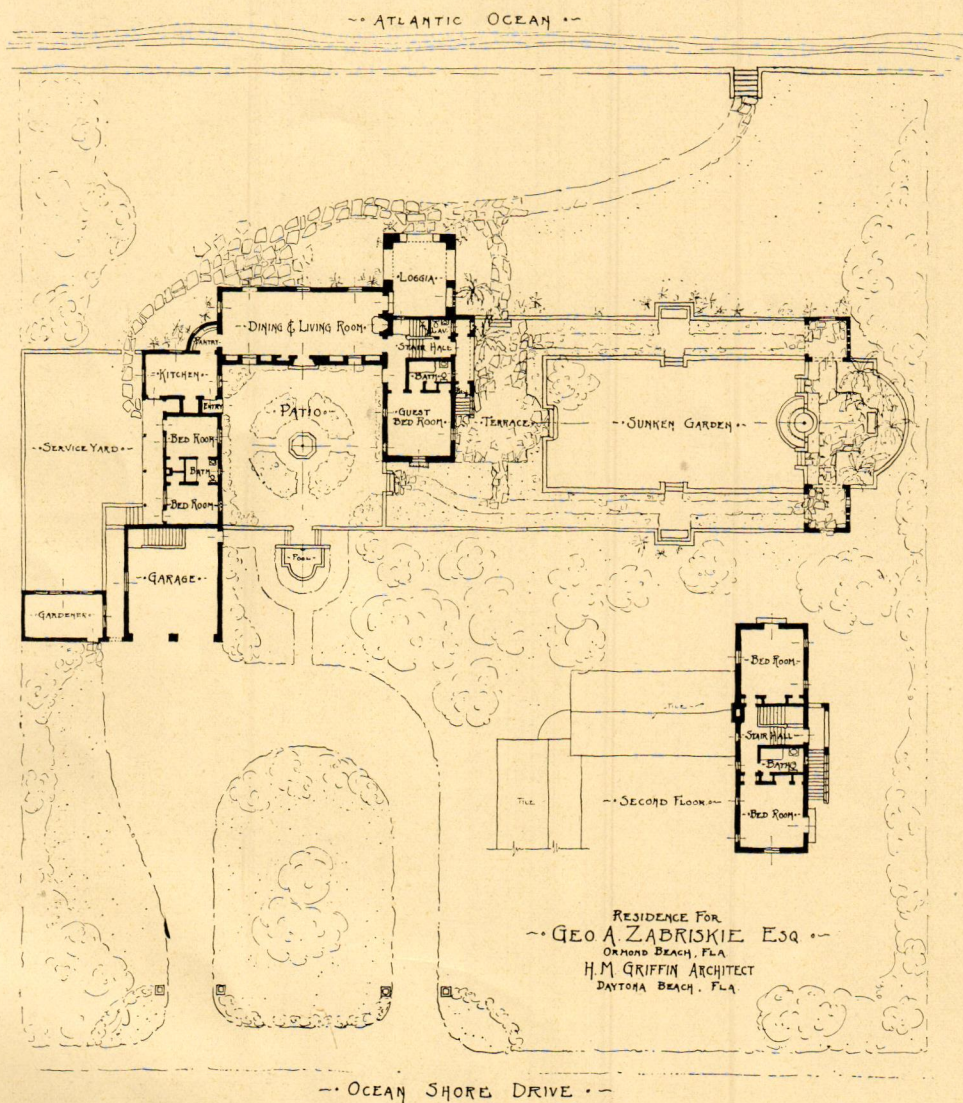 ATLANTIC OCEAN
LOGGIA
DINING & LIVING ROOM
LAV.
STAIR HALL
PANTRY
KITCHEN
BATH
ENTRY
PATIO
GUEST
BED ROOM
TERRACE
SUNKEN GARDEN
BED ROOM
SERVICE YARD
BATH
BED ROOM
POOL
GARAGE
GARDENER
BED ROOM
TILE
STAIR HALL
BATH
TILE
SECOND FLOOR
BED ROOM
RESIDENCE FOR
GEO. A. ZABRISKIE ESQ
ORMOND BEACH, FLA
H. M. GRIFFIN ARCHITECT
DAYTONA BEACH, FLA.
OCEAN SHORE DRIVE